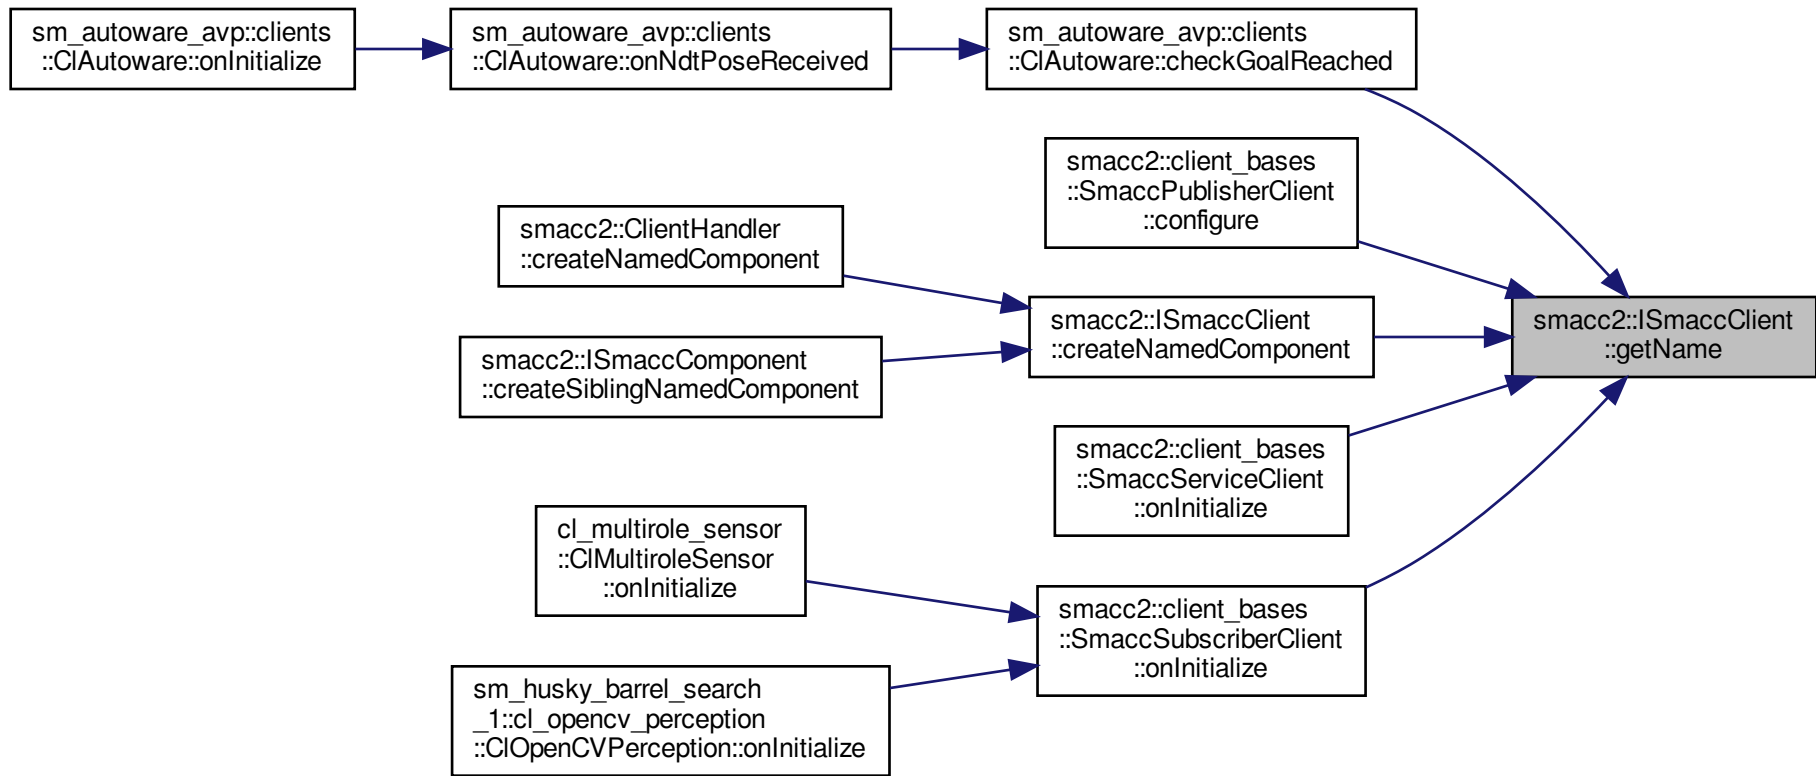 sm_autoware_avp::clients
::ClAutoware::onInitialize
sm_autoware_avp::clients
::ClAutoware::onNdtPoseReceived
sm_autoware_avp::clients
::ClAutoware::checkGoalReached
smacc2::client_bases
::SmaccPublisherClient
::configure
smacc2::ClientHandler
::createNamedComponent
smacc2::ISmaccComponent
::createSiblingNamedComponent
smacc2::ISmaccClient
::createNamedComponent
smacc2::ISmaccClient
::getName
smacc2::client_bases
::SmaccServiceClient
::onInitialize
cl_multirole_sensor
::ClMultiroleSensor
::onInitialize
smacc2::client_bases
::SmaccSubscriberClient
::onInitialize
sm_husky_barrel_search
_1::cl_opencv_perception
::ClOpenCVPerception::onInitialize